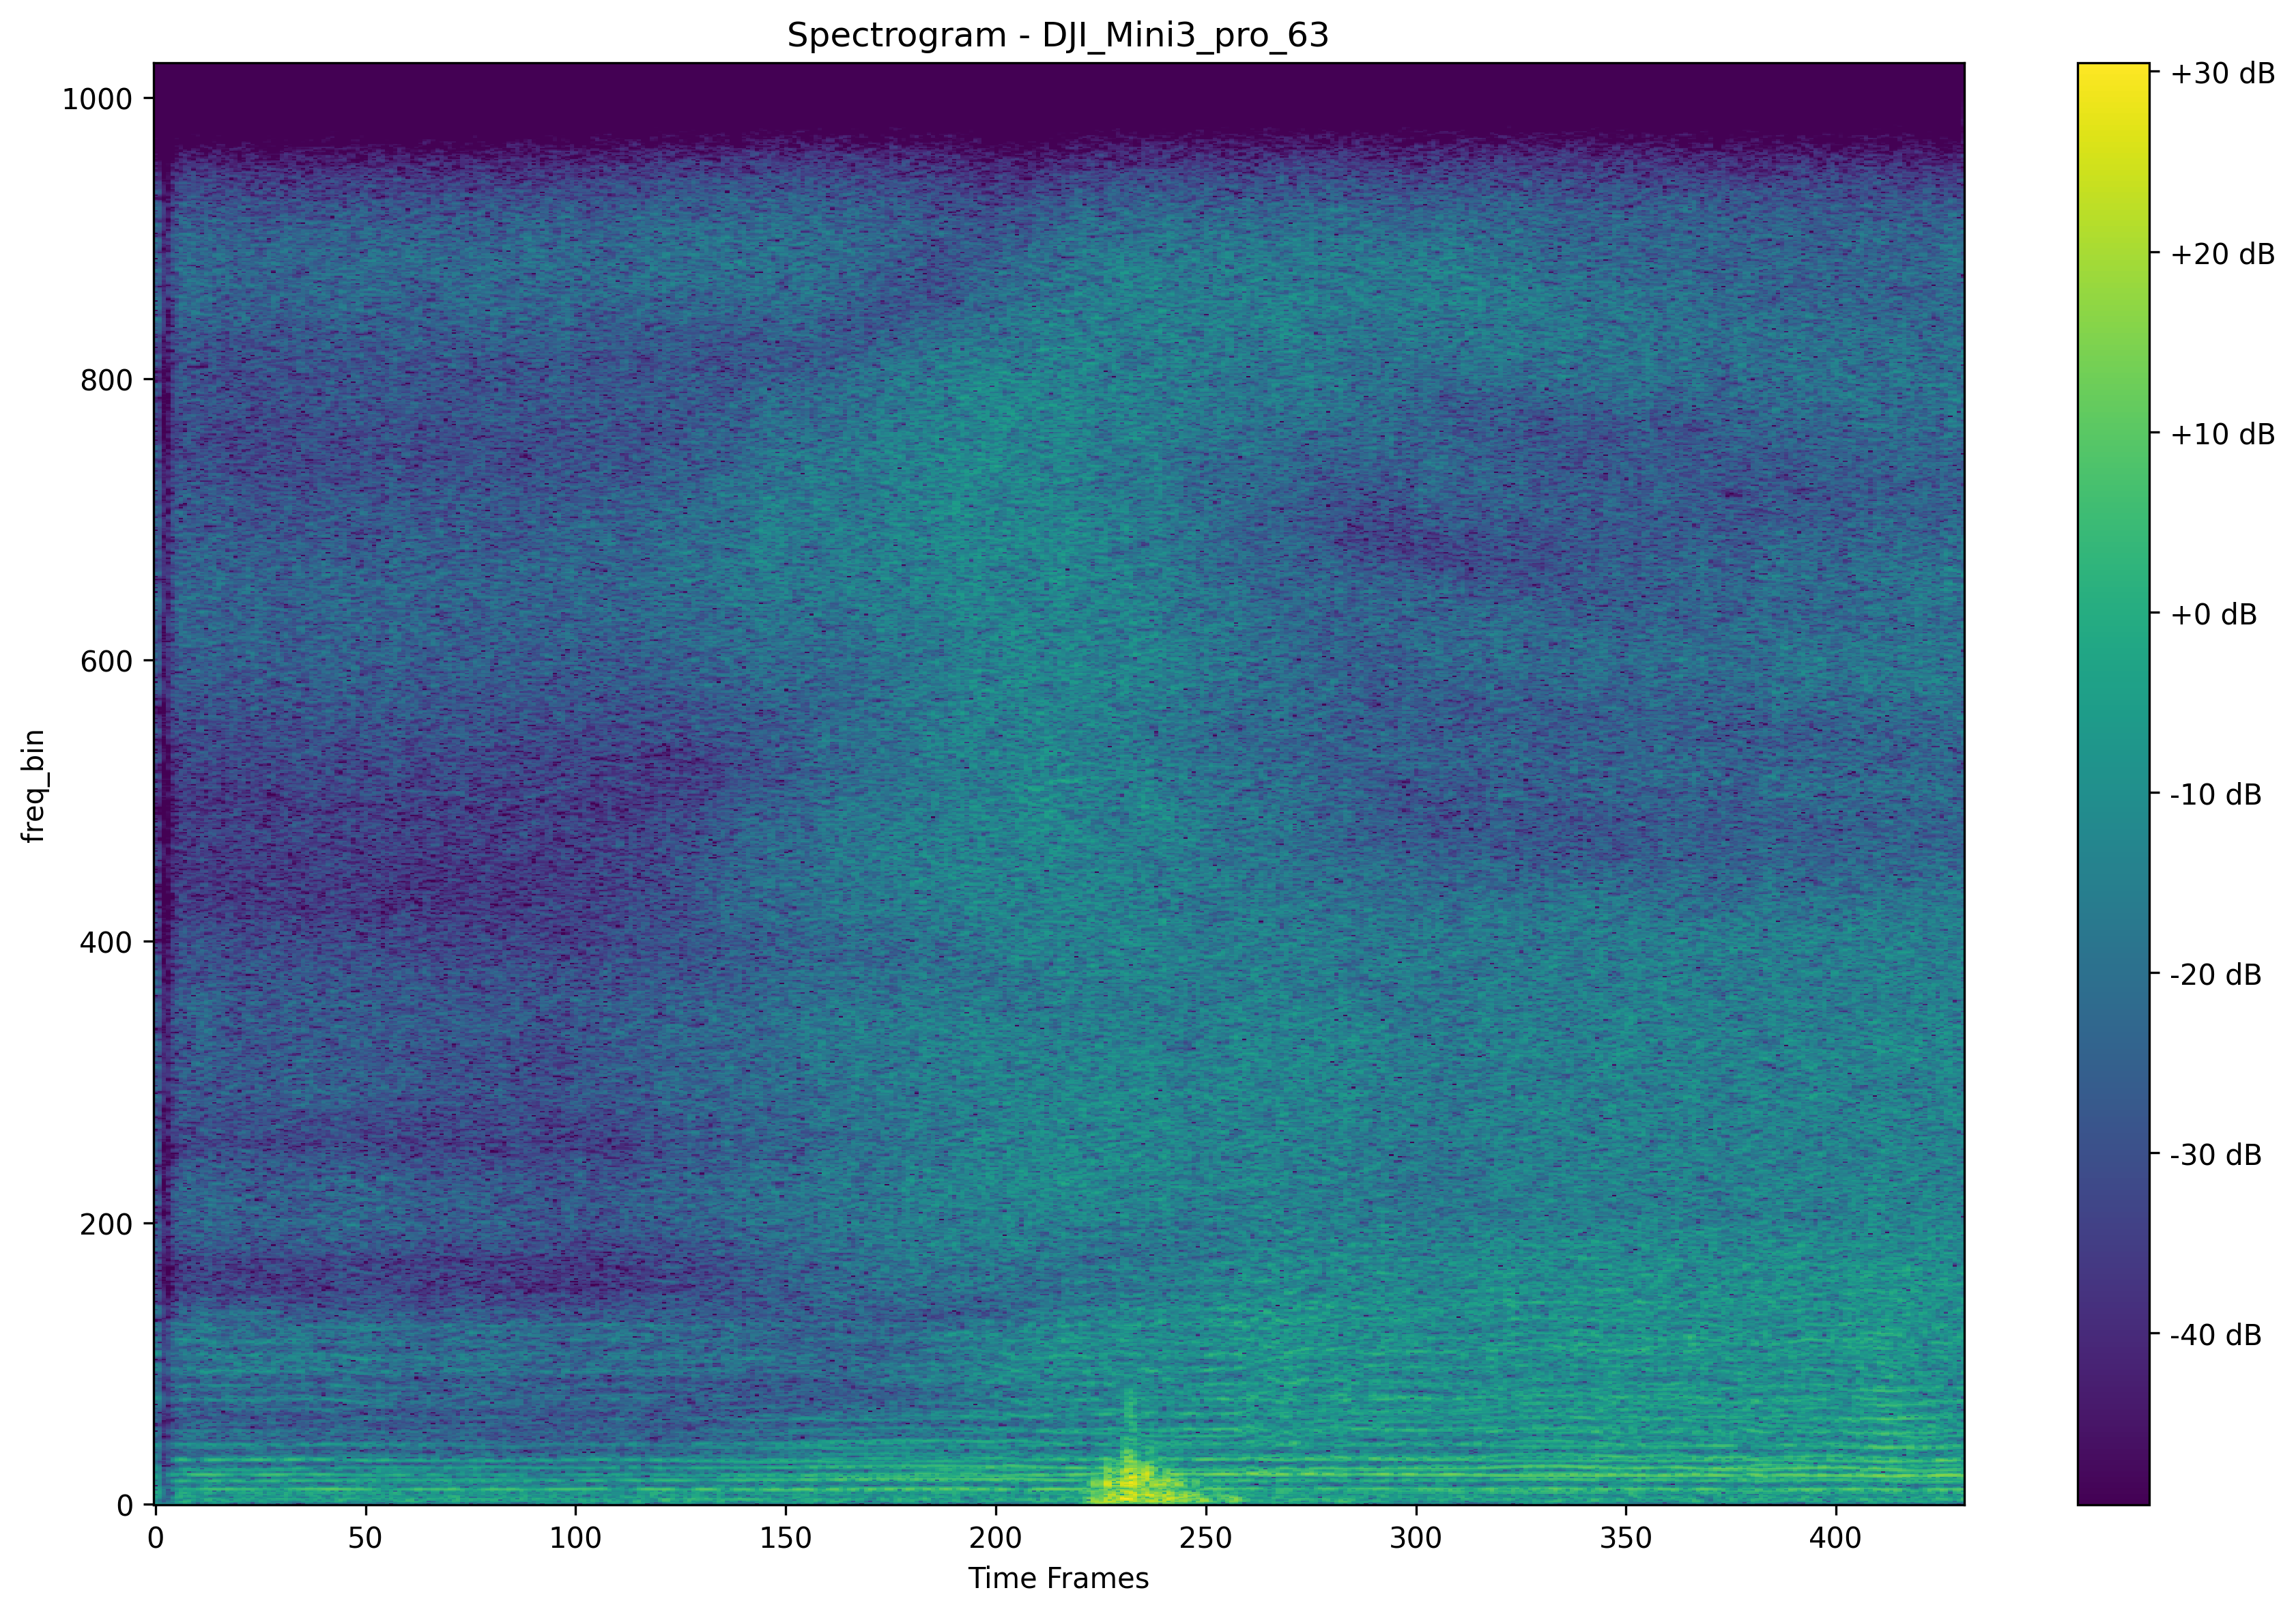 Spectrogram - DJI_Mini3_pro_63
1000
800
600
400
200
0
freq_bin
0 50 100 150 200 250 300 350 400
Time Frames
+30 dB
+20 dB
+10 dB
+0 dB
-10 dB
-20 dB
-30 dB
-40 dB